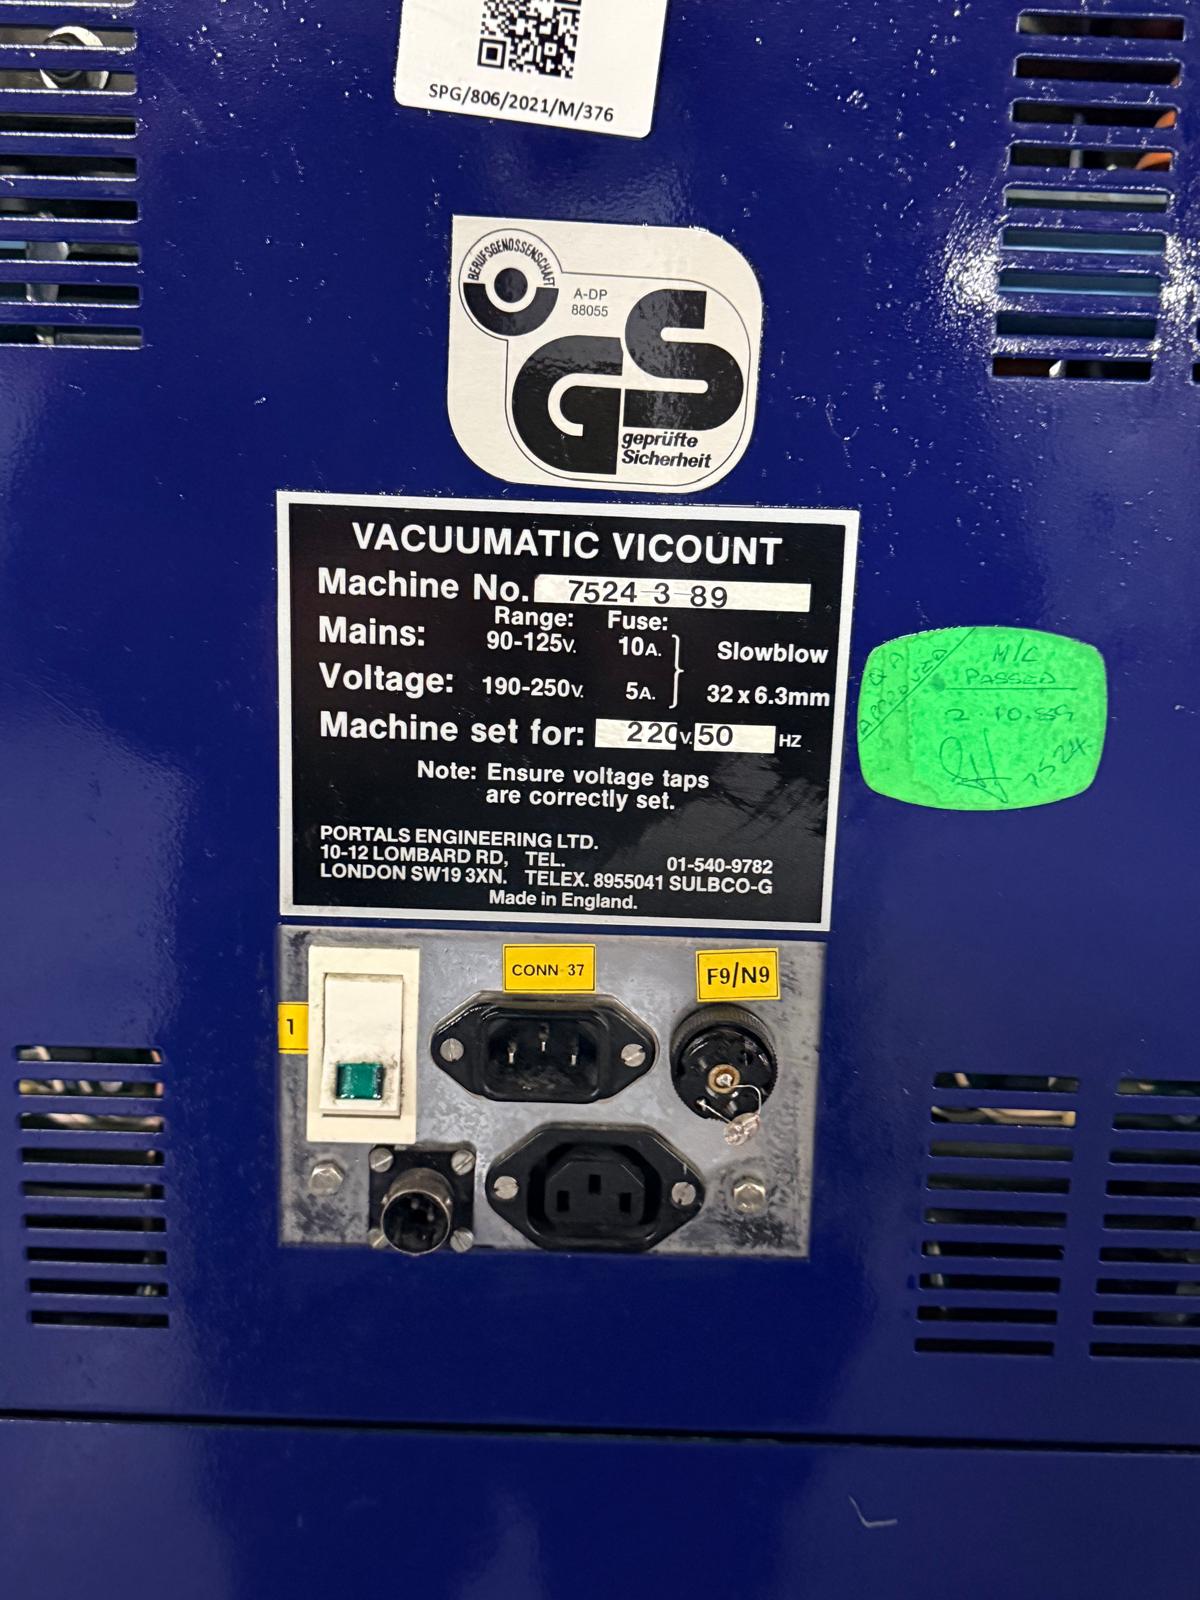 SPG/806/2021/M/376
BERUFSGENOSSENSCHAFT
A-DP
88055
GS
geprüfte
Sicherheit
VACUUMATIC VICOUNT
Machine No. 7524-3-89
Range: Fuse:
Mains: 90-125V. 10A. Slowblow
Voltage: 190-250V. 5A. 32 x 6.3mm
Machine set for: 220V. 50 HZ
Note: Ensure voltage taps
are correctly set.
PORTALS ENGINEERING LTD.
10-12 LOMBARD RD, TEL. 01-540-9782
LONDON SW19 3XN. TELEX. 8955041 SULBCO-G
Made in England.
QA
APPROVED
M/C
PASSED
2.10.89
7524
CONN-37
F9/N9
1